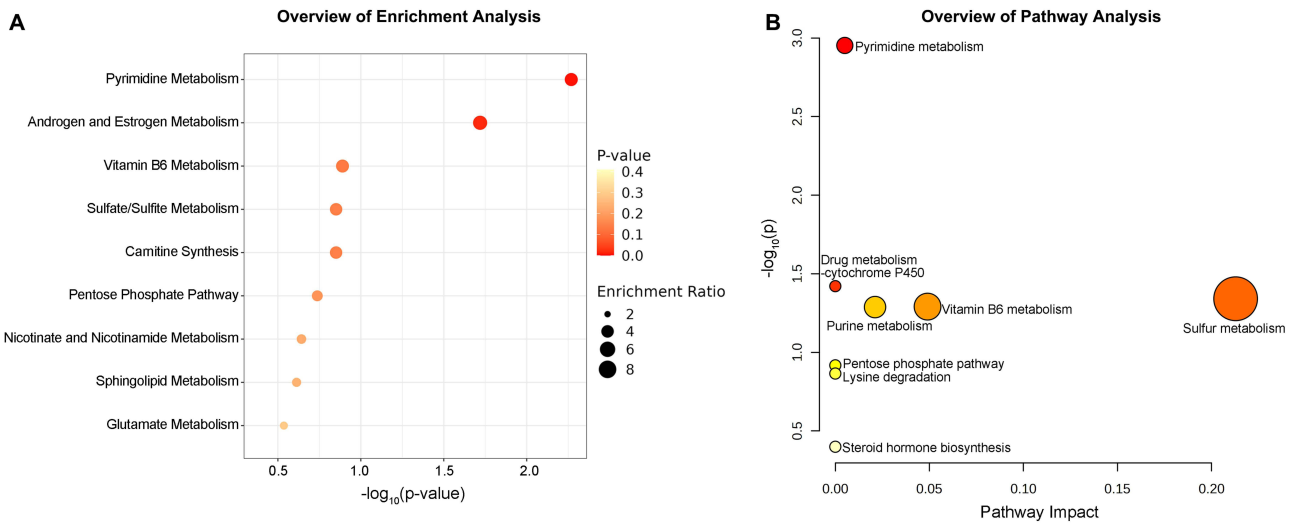 A
Overview of Enrichment Analysis
Pyrimidine Metabolism
Androgen and Estrogen Metabolism
Vitamin B6 Metabolism
Sulfate/Sulfite Metabolism
Carnitine Synthesis
Pentose Phosphate Pathway
Nicotinate and Nicotinamide Metabolism
Sphingolipid Metabolism
Glutamate Metabolism
0.5 1.0 1.5 2.0
-log10(p-value)
P-value
0.4
0.3
0.2
0.1
0.0
Enrichment Ratio
2
4
6
8
B
Overview of Pathway Analysis
3.0
2.5
2.0
1.5
1.0
0.5
-log10(p)
Pyrimidine metabolism
Drug metabolism
-cytochrome P450
Purine metabolism
Vitamin B6 metabolism
Sulfur metabolism
Pentose phosphate pathway
Lysine degradation
Steroid hormone biosynthesis
0.00 0.05 0.10 0.15 0.20
Pathway Impact